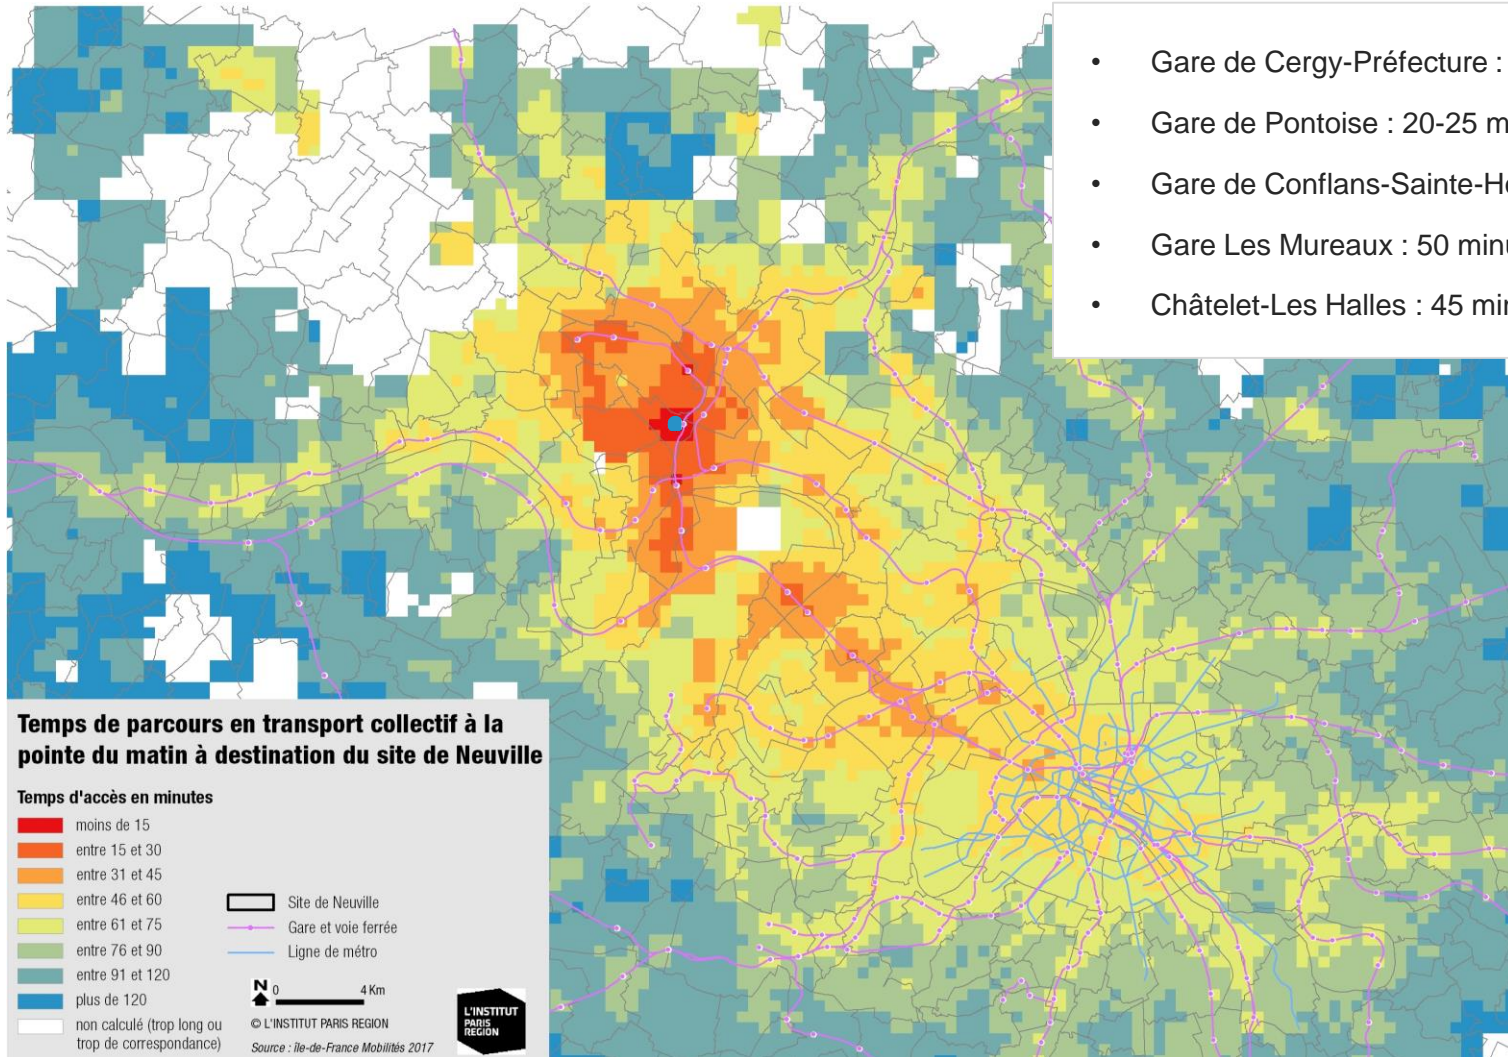 • Gare de Cergy-Préfecture :
• Gare de Pontoise : 20-25 m
• Gare de Conflans-Sainte-H
• Gare Les Mureaux : 50 minu
• Châtelet-Les Halles : 45 min
Temps de parcours en transport collectif à la
pointe du matin à destination du site de Neuville
Temps d'accès en minutes
moins de 15
entre 15 et 30
entre 31 et 45
entre 46 et 60
entre 61 et 75
entre 76 et 90
entre 91 et 120
plus de 120
non calculé (trop long ou
trop de correspondance)
Site de Neuville
Gare et voie ferrée
Ligne de métro
N 0 4 Km
© L'INSTITUT PARIS REGION
Source : île-de-France Mobilités 2017
L'INSTITUT
PARIS
REGION